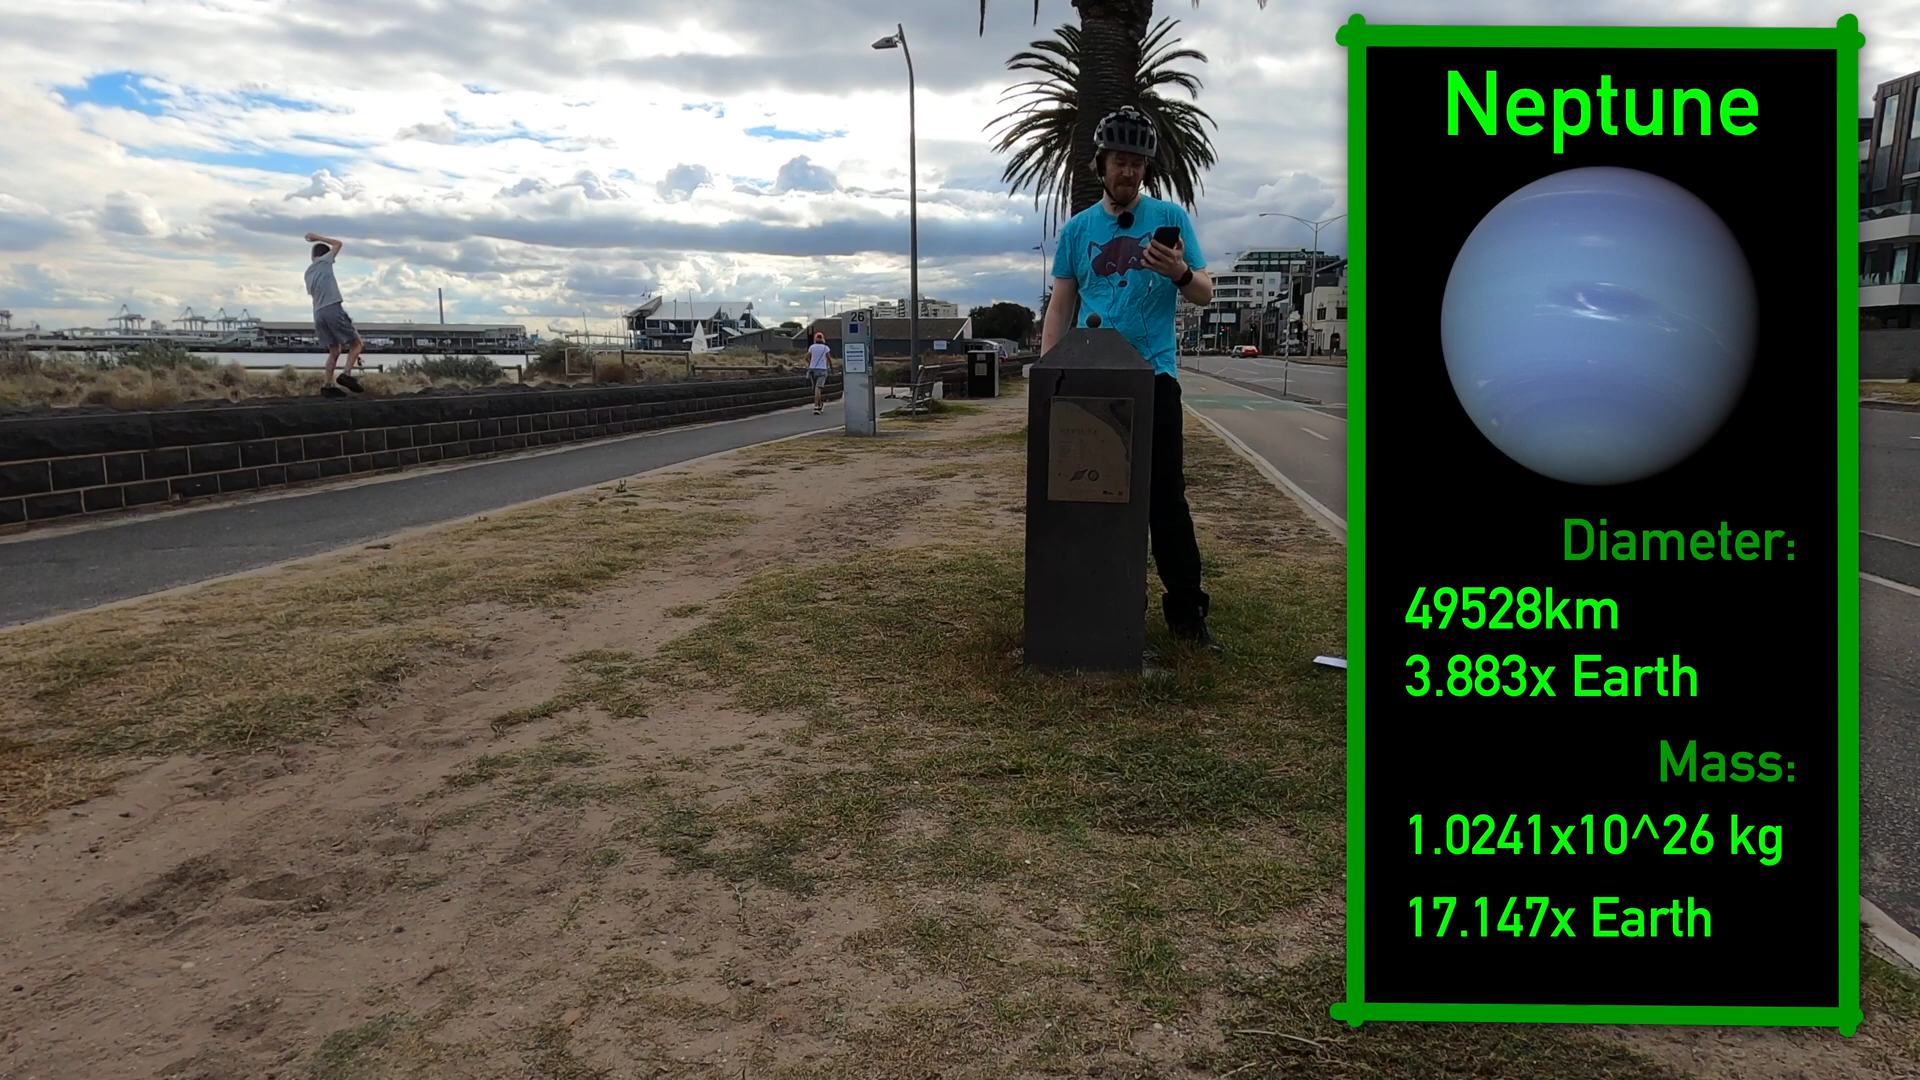 26
Neptune
Diameter:
49528km
3.883x Earth
Mass:
1.0241x10^26 kg
17.147x Earth